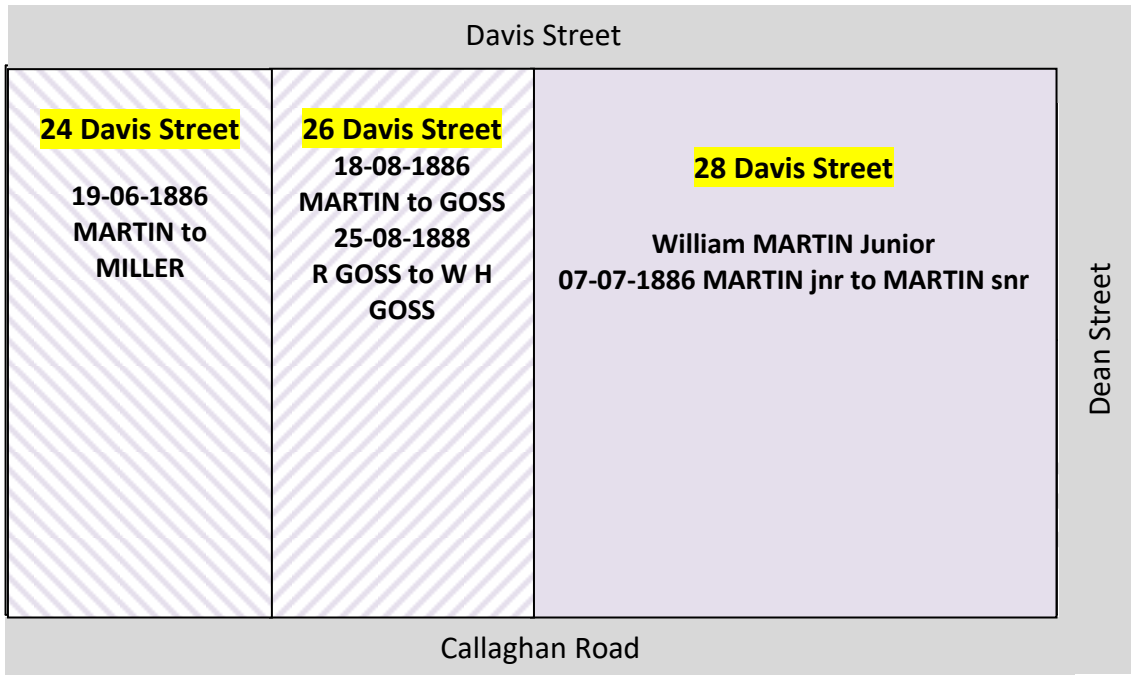 Davis Street
24 Davis Street
19-06-1886
MARTIN to
MILLER
26 Davis Street
18-08-1886
MARTIN to GOSS
25-08-1888
R GOSS to W H
GOSS
28 Davis Street
William MARTIN Junior
07-07-1886 MARTIN jnr to MARTIN snr
Dean Street
Callaghan Road